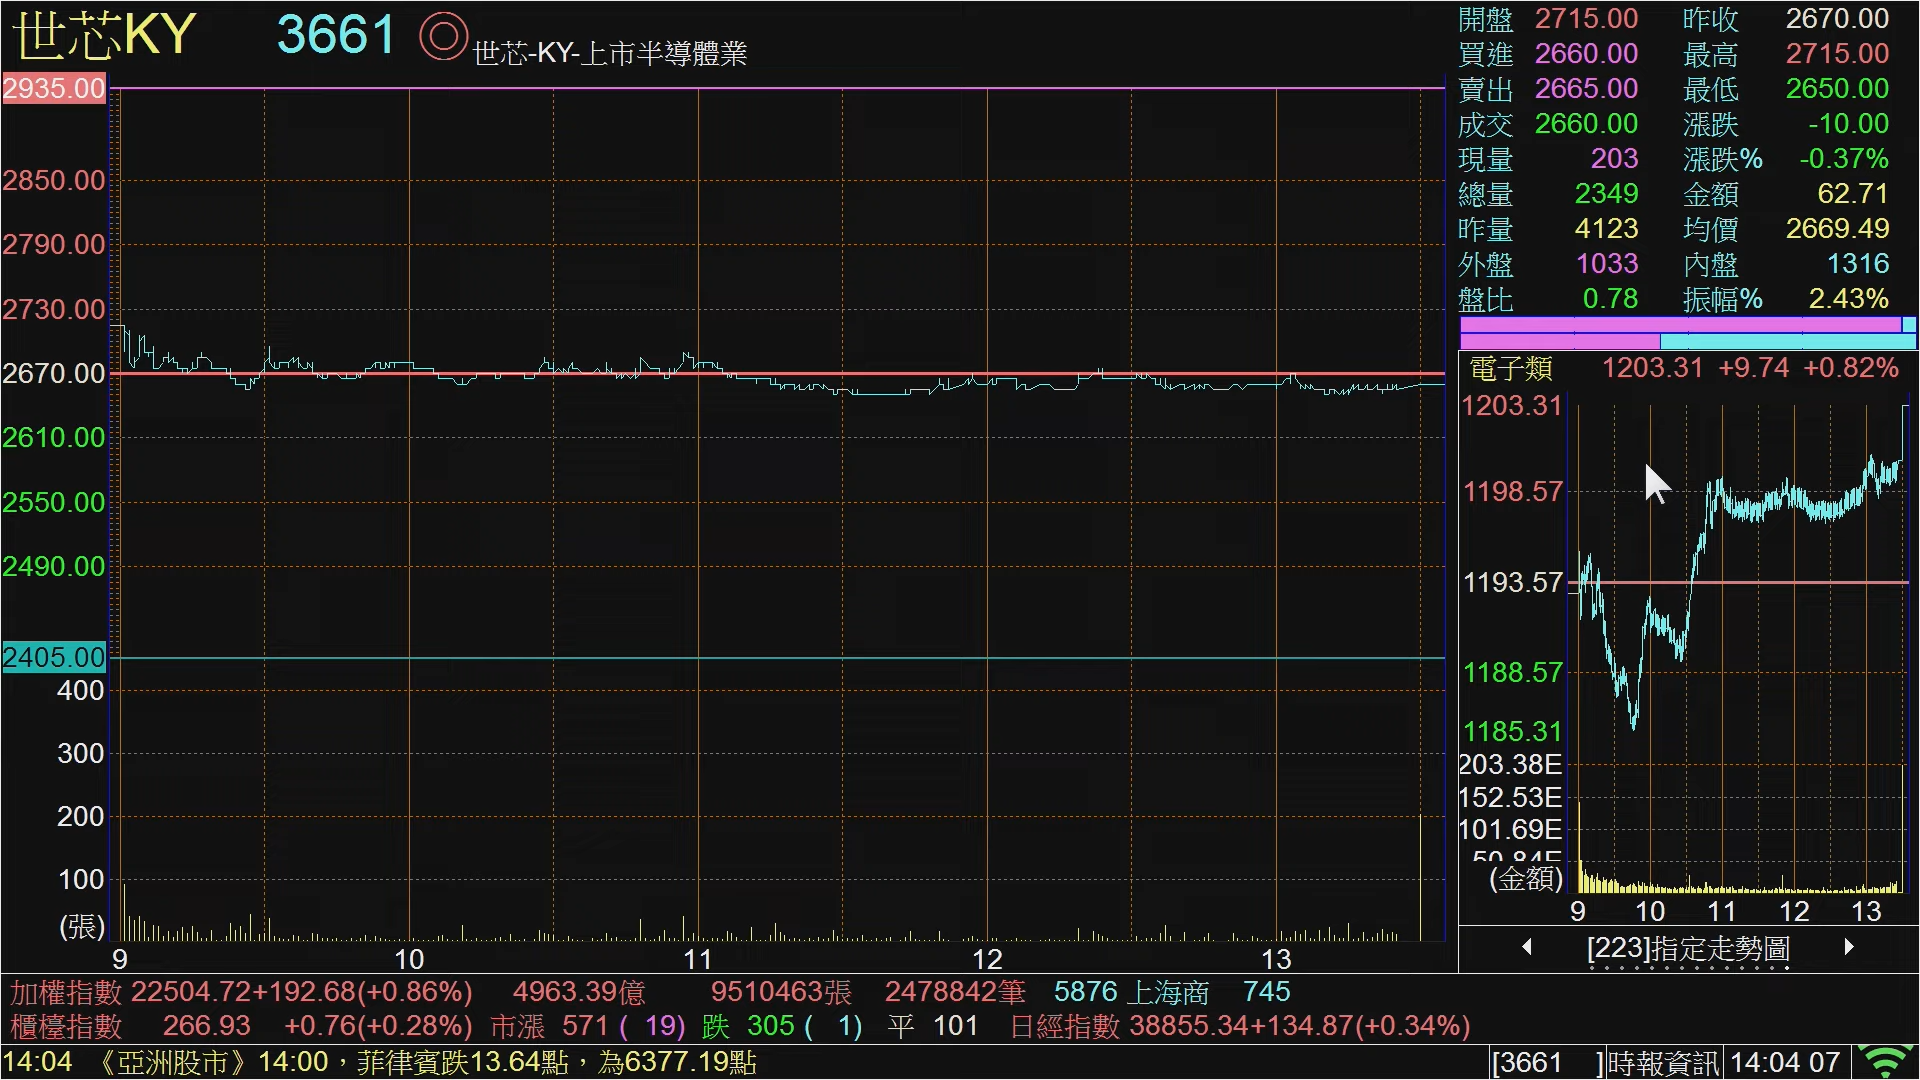 世芯KY 3661 世芯-KY-上市半導體業
2935.00
2850.00
2790.00
2730.00
2670.00
2610.00
2550.00
2490.00
2405.00
400
300
200
100
(張)
9 10 11 12 13
開盤 2715.00 昨收 2670.00
買進 2660.00 最高 2715.00
賣出 2665.00 最低 2650.00
成交 2660.00 漲跌 -10.00
現量 203 漲跌% -0.37%
總量 2349 金額 62.71
昨量 4123 均價 2669.49
外盤 1033 內盤 1316
盤比 0.78 振幅% 2.43%
電子類 1203.31 +9.74 +0.82%
1203.31
1198.57
1193.57
1188.57
1185.31
203.38E
152.53E
101.69E
50.84E
(金額)
9 10 11 12 13
[223]指定走勢圖
加權指數 22504.72+192.68(+0.86%) 4963.39億 9510463張 2478842筆 5876 上海商 745
櫃檯指數 266.93 +0.76(+0.28%) 市漲 571 ( 19) 跌 305 ( 1) 平 101 日經指數 38855.34+134.87(+0.34%)
14:04 《亞洲股市》14:00，菲律賓跌13.64點，為6377.19點 [3661 ]時報資訊 14:04 07